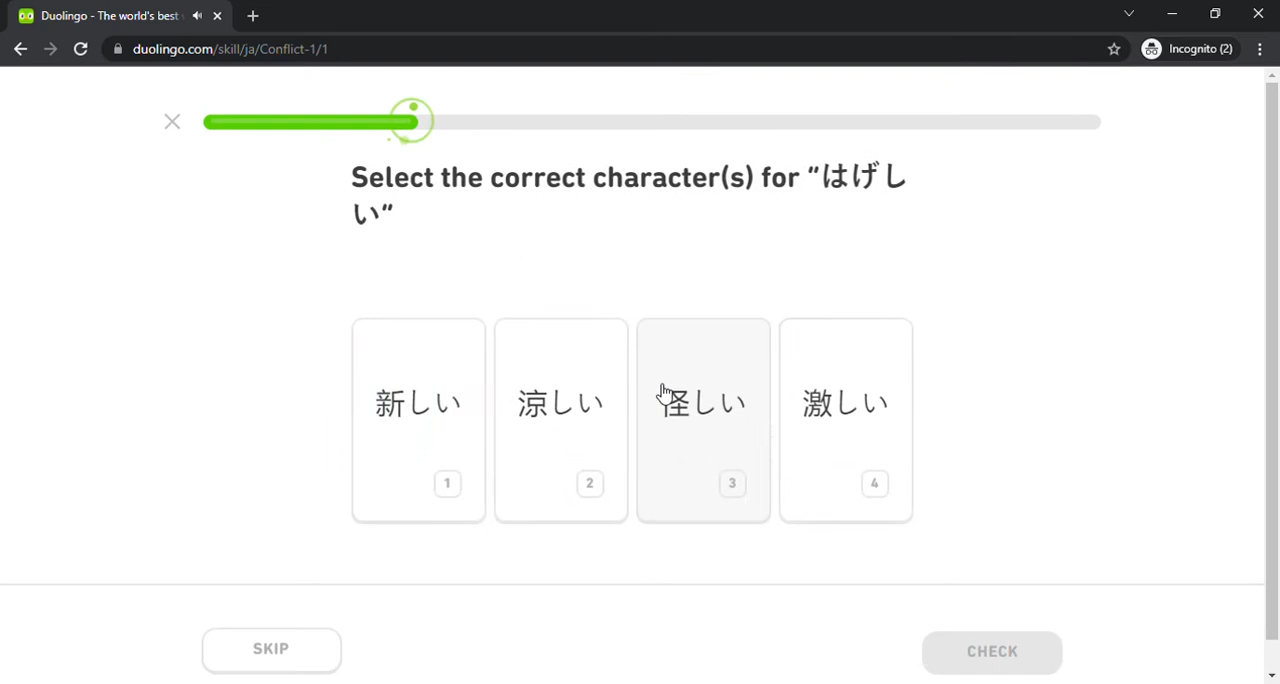 Duolingo - The world's best
duolingo.com/skill/ja/Conflict-1/1
Incognito (2)
Select the correct character(s) for "はげし
い"
新しい
1
涼しい
2
怪しい
3
激しい
4
SKIP
CHECK